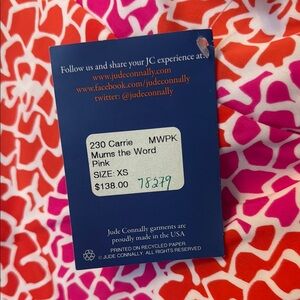 Follow us and share your JC experience at:
www.judeconnally.com
www.facebook.com/judeconnally
twitter: @judeconnally
230 Carrie MWPK
Mums the Word
Pink
SIZE: XS
$138.00 78279
Jude Connally garments are
proudly made in the USA
PRINTED ON RECYCLED PAPER
© JUDE CONNALLY. ALL RIGHTS RESERVED